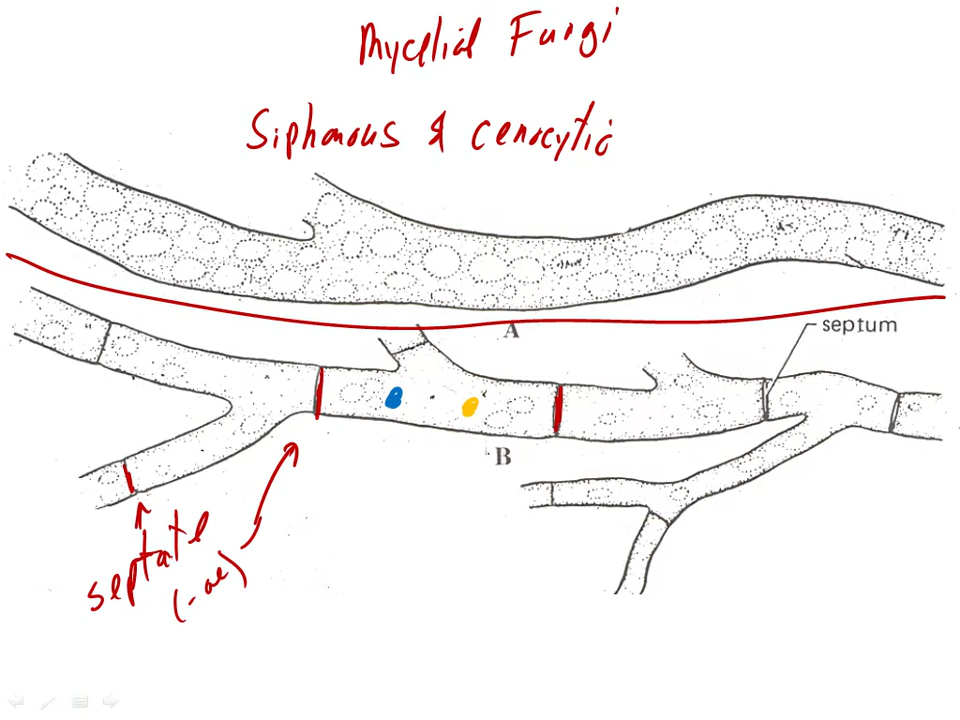 Mycelial Fungi
Siphonous & cenocytic
A
septum
B
septate
(-ae)